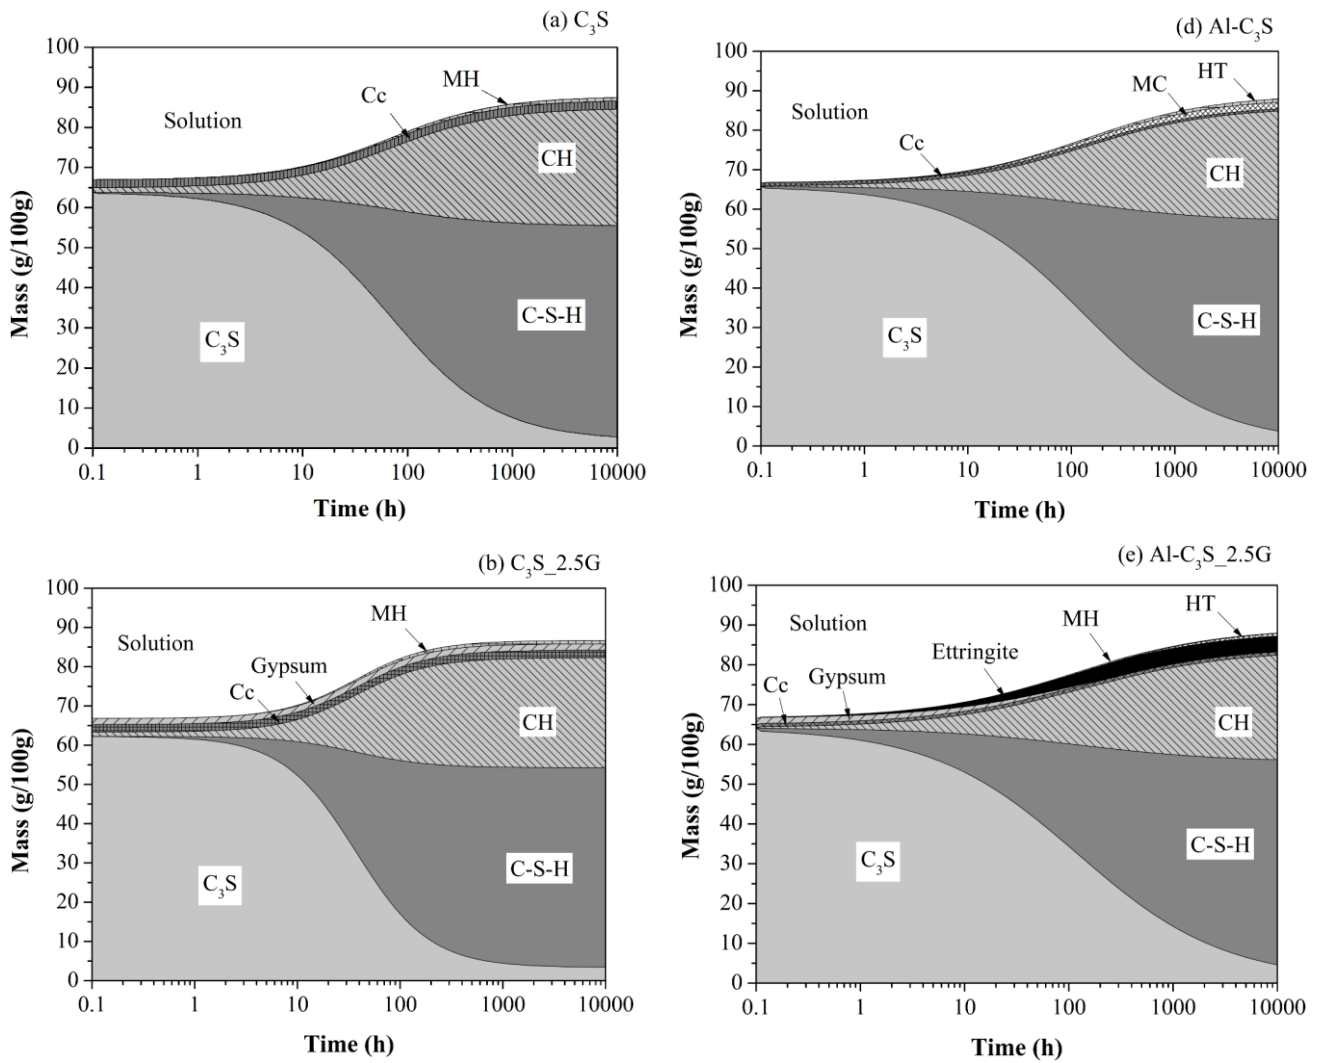 (a) C₃S
100
90
80
70
60
50
40
30
20
10
0
Mass (g/100g)
Solution
Cc
MH
CH
C-S-H
C₃S
0.1
1
10
100
1000
10000
Time (h)
(d) Al-C₃S
100
90
80
70
60
50
40
30
20
10
0
Mass (g/100g)
Solution
Cc
MC
HT
CH
C-S-H
C₃S
0.1
1
10
100
1000
10000
Time (h)
(b) C₃S_2.5G
100
90
80
70
60
50
40
30
20
10
0
Mass (g/100g)
Solution
Cc
Gypsum
MH
CH
C-S-H
C₃S
0.1
1
10
100
1000
10000
Time (h)
(e) Al-C₃S_2.5G
100
90
80
70
60
50
40
30
20
10
0
Mass (g/100g)
Solution
Cc
Gypsum
Ettringite
MH
HT
CH
C-S-H
C₃S
0.1
1
10
100
1000
10000
Time (h)